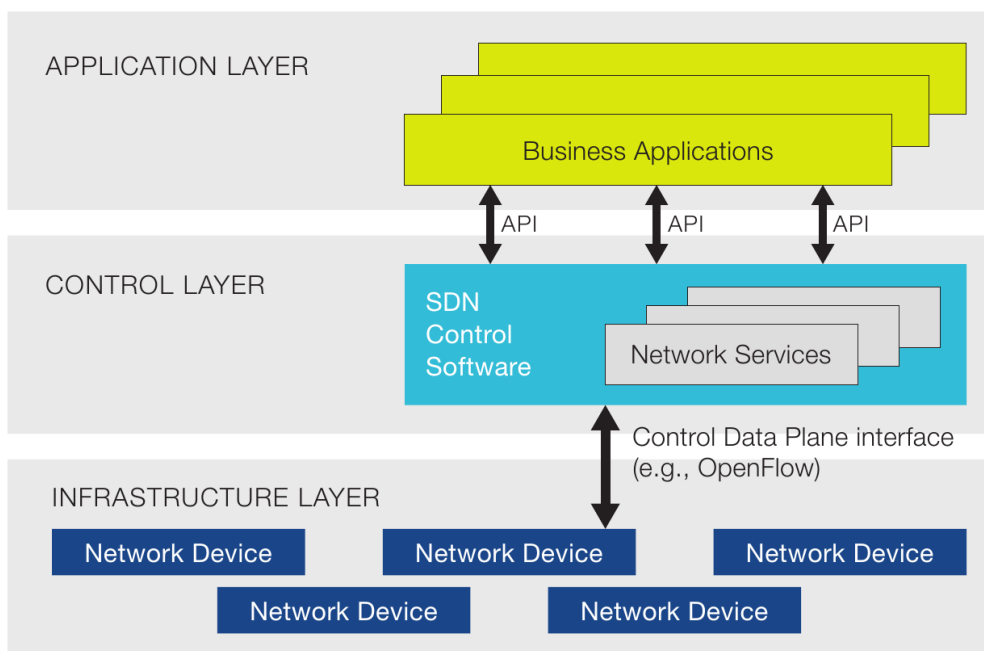 APPLICATION LAYER
Business Applications
API
API
API
CONTROL LAYER
SDN
Control
Software
Network Services
Control Data Plane interface
(e.g., OpenFlow)
INFRASTRUCTURE LAYER
Network Device
Network Device
Network Device
Network Device
Network Device